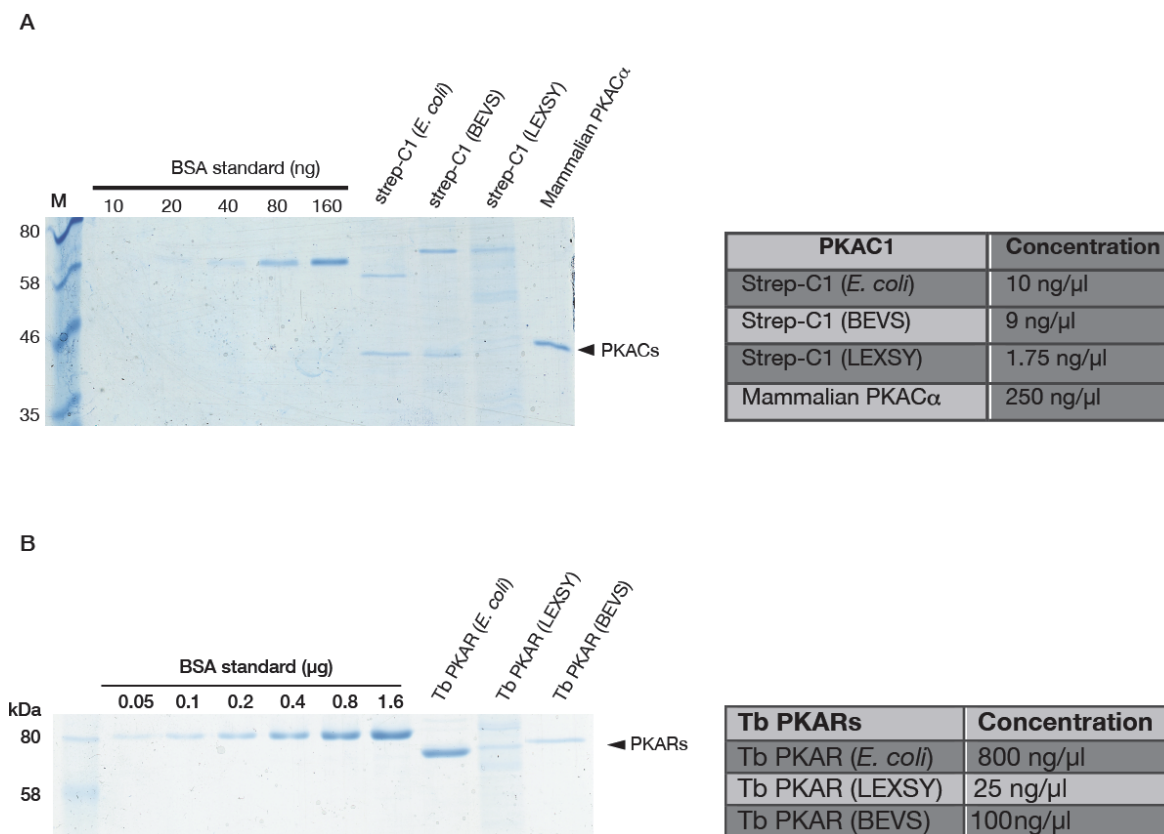 A
strep-C1 (E. coli)
strep-C1 (BEVS)
strep-C1 (LEXSY)
Mammalian PKACα
BSA standard (ng)
M
10 20 40 80 160
80
58
46
35
PKACs
PKAC1 Concentration
Strep-C1 (E. coli) 10 ng/µl
Strep-C1 (BEVS) 9 ng/µl
Strep-C1 (LEXSY) 1.75 ng/µl
Mammalian PKACα 250 ng/µl
B
Tb PKAR (E. coli)
Tb PKAR (LEXSY)
Tb PKAR (BEVS)
BSA standard (µg)
0.05 0.1 0.2 0.4 0.8 1.6
kDa
80
58
PKARs
Tb PKARs Concentration
Tb PKAR (E. coli) 800 ng/µl
Tb PKAR (LEXSY) 25 ng/µl
Tb PKAR (BEVS) 100ng/µl